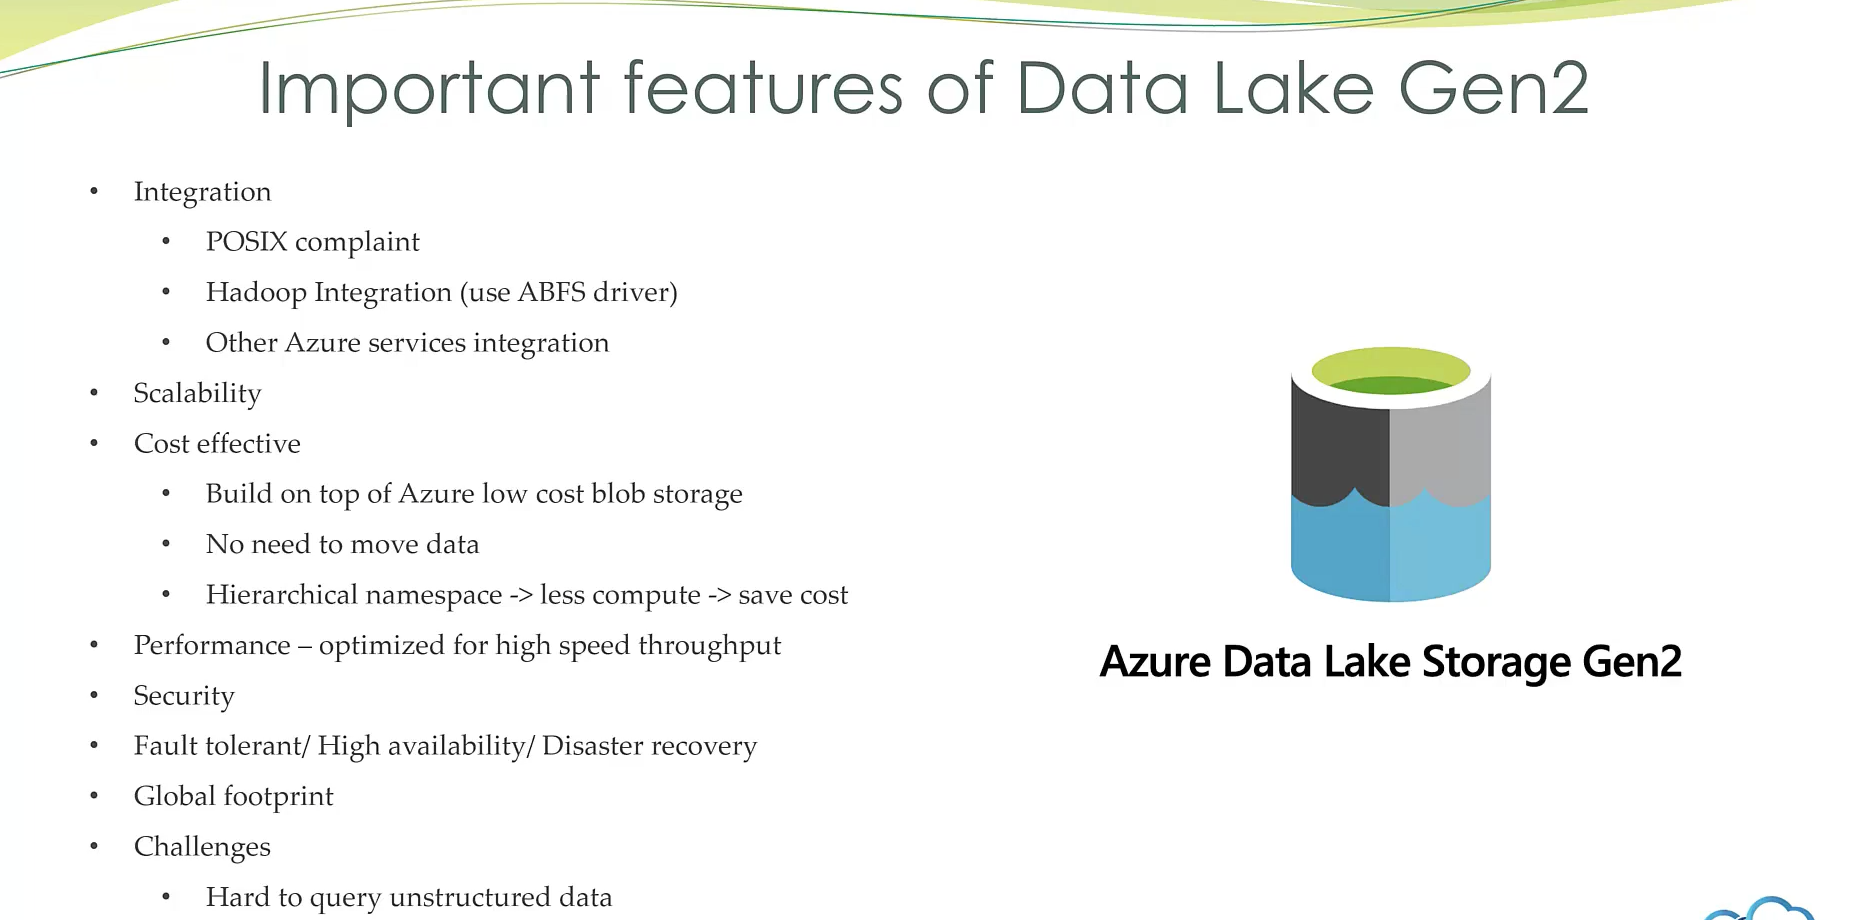 Important features of Data Lake Gen2
• Integration
• POSIX complaint
• Hadoop Integration (use ABFS driver)
• Other Azure services integration
• Scalability
• Cost effective
• Build on top of Azure low cost blob storage
• No need to move data
• Hierarchical namespace -> less compute -> save cost
• Performance – optimized for high speed throughput
• Security
• Fault tolerant/ High availability/ Disaster recovery
• Global footprint
• Challenges
• Hard to query unstructured data
Azure Data Lake Storage Gen2